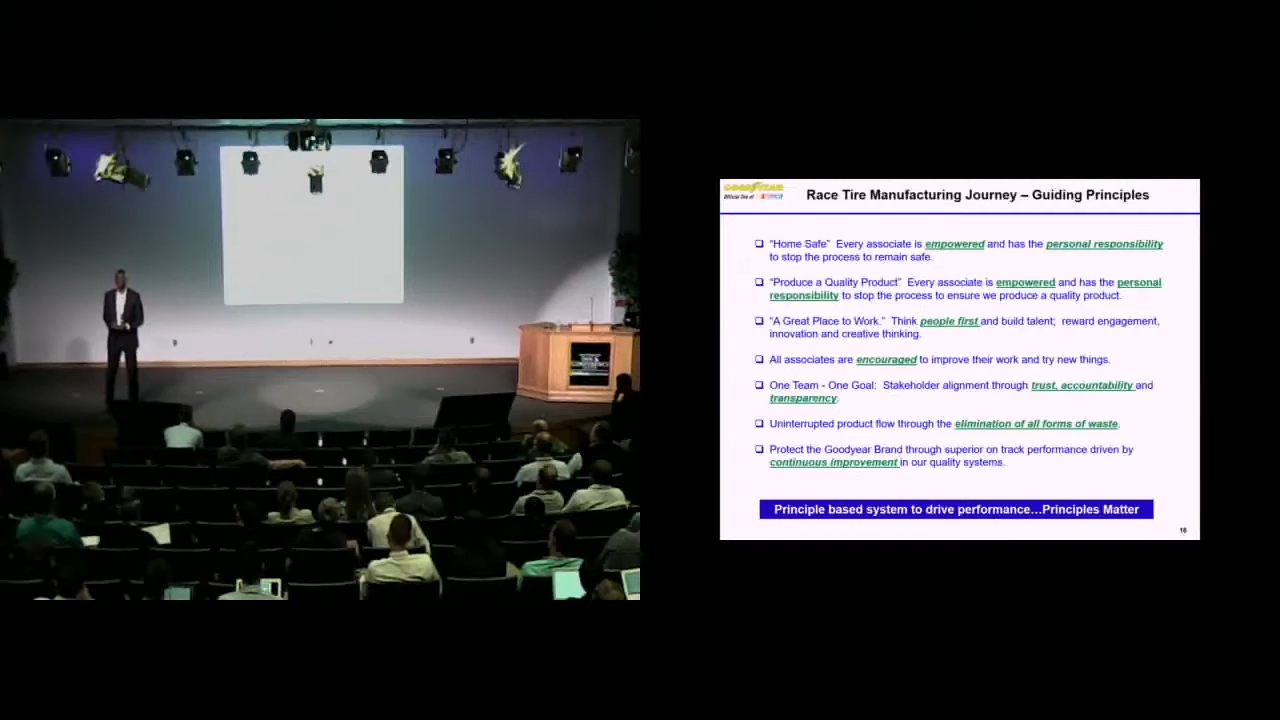 GOODYEAR
Official Tire of NASCAR
Race Tire Manufacturing Journey – Guiding Principles
❑ "Home Safe" Every associate is empowered and has the personal responsibility
to stop the process to remain safe.
❑ "Produce a Quality Product" Every associate is empowered and has the personal
responsibility to stop the process to ensure we produce a quality product.
❑ "A Great Place to Work." Think people first and build talent; reward engagement,
innovation and creative thinking.
❑ All associates are encouraged to improve their work and try new things.
❑ One Team - One Goal: Stakeholder alignment through trust, accountability and
transparency.
❑ Uninterrupted product flow through the elimination of all forms of waste.
❑ Protect the Goodyear Brand through superior on track performance driven by
continuous improvement in our quality systems.
Principle based system to drive performance…Principles Matter
16